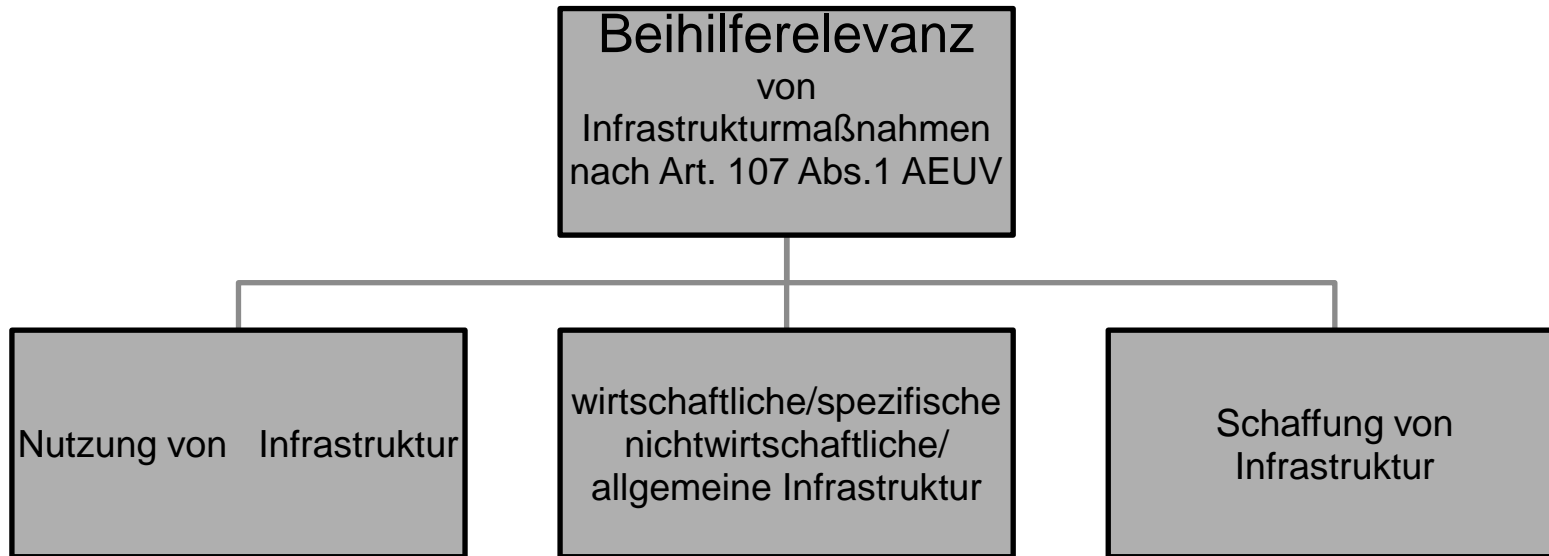 Beihilferelevanz
von
Infrastrukturmaßnahmen
nach Art. 107 Abs.1 AEUV
Nutzung von Infrastruktur
wirtschaftliche/spezifische
nichtwirtschaftliche/
allgemeine Infrastruktur
Schaffung von
Infrastruktur